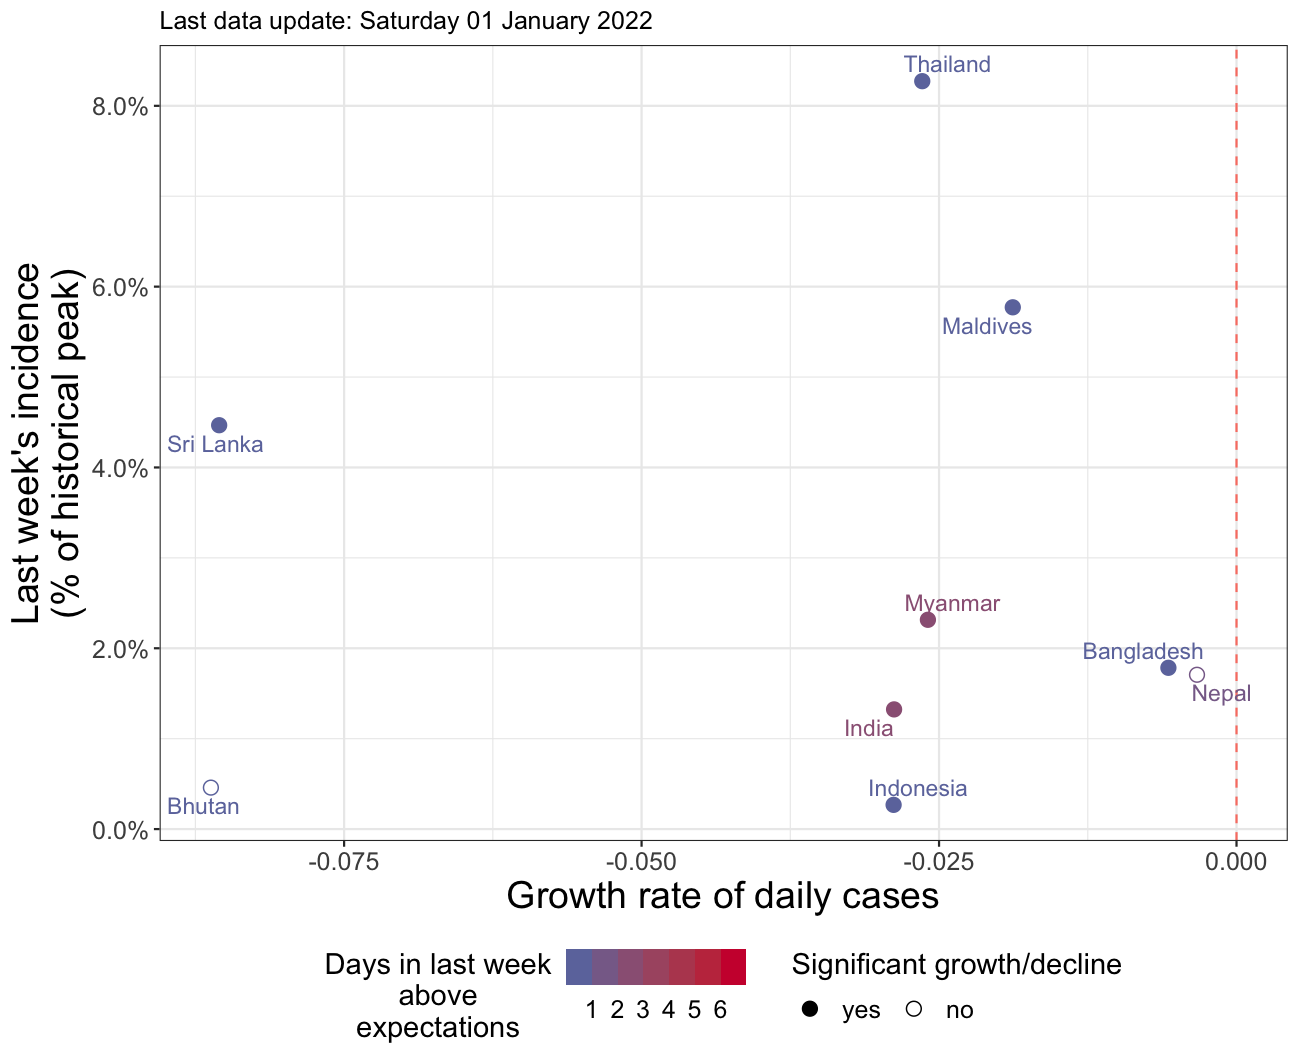 Last data update: Saturday 01 January 2022
Last week's incidence
(% of historical peak)
8.0%
6.0%
4.0%
2.0%
0.0%
Thailand
Maldives
Sri Lanka
Myanmar
Bangladesh
Nepal
India
Indonesia
Bhutan
-0.075 -0.050 -0.025 0.000
Growth rate of daily cases
Days in last week
above
expectations
1 2 3 4 5 6
Significant growth/decline
yes no